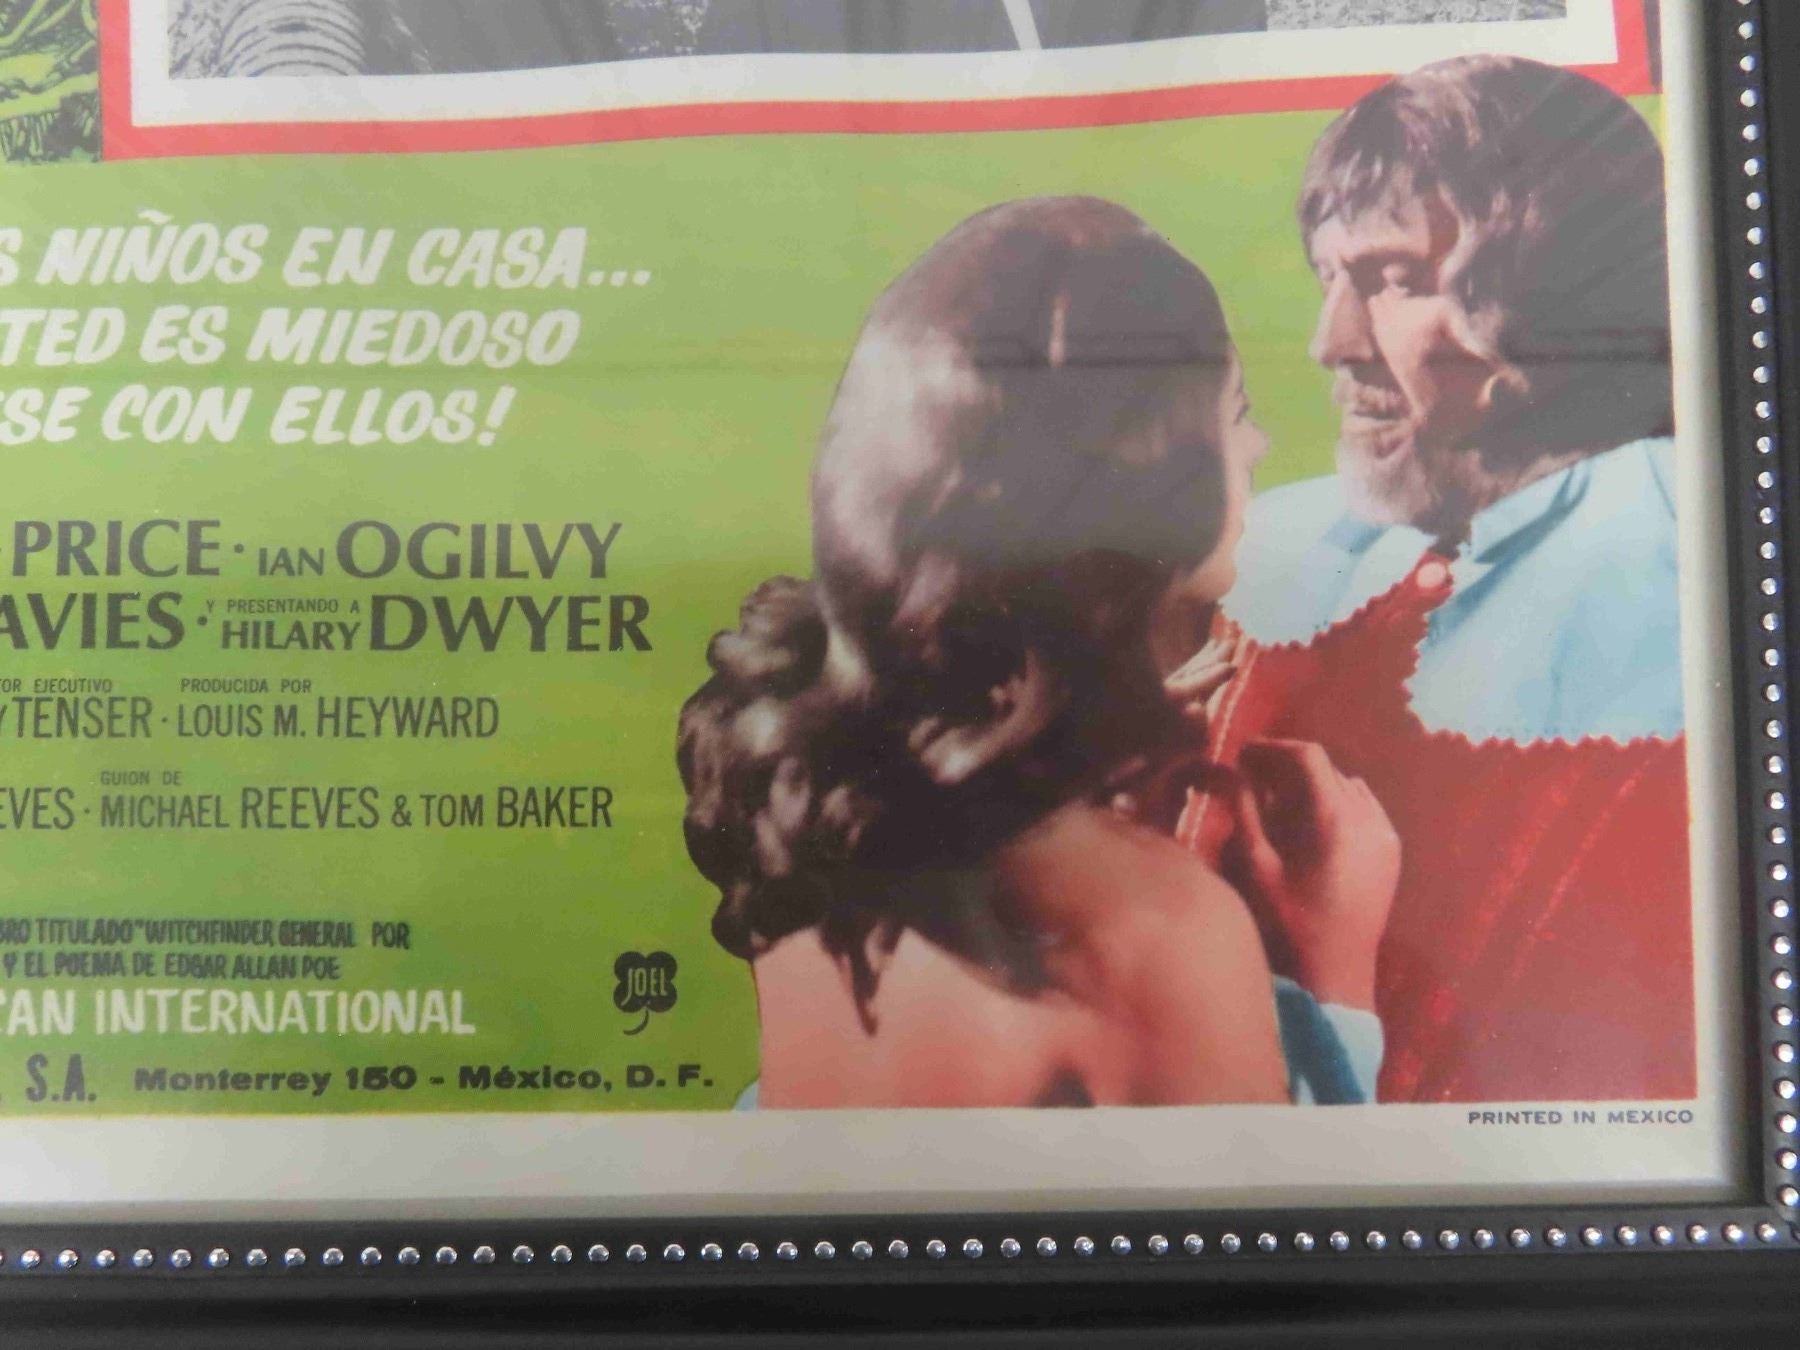 S NIÑOS EN CASA...
TED ES MIEDOSO
SE CON ELLOS!
PRICE · IAN OGILVY
AVIES · Y PRESENTANDO A HILARY DWYER
OR EJECUTIVO PRODUCIDA POR
Y TENSER · LOUIS M. HEYWARD
GUION DE
EVES · MICHAEL REEVES & TOM BAKER
BRO TITULADO "WITCHFINDER GENERAL POR
Y EL POEMA DE EDGAR ALLAN POE
CAN INTERNATIONAL
JOEL
S.A. Monterrey 150 - México, D. F.
PRINTED IN MEXICO